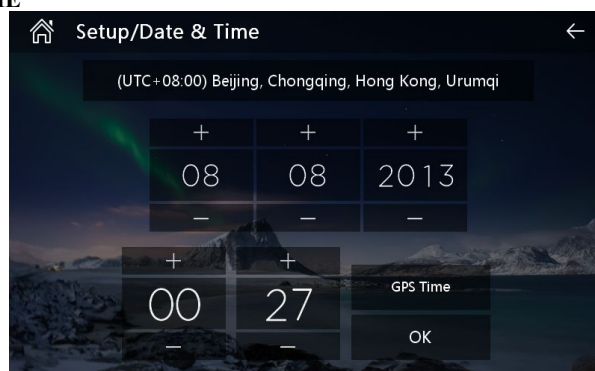 Setup/Date & Time
(UTC+08:00) Beijing, Chongqing, Hong Kong, Urumqi
+ + +
08 08 2013
− − −
+ +
00 27
− −
GPS Time
OK